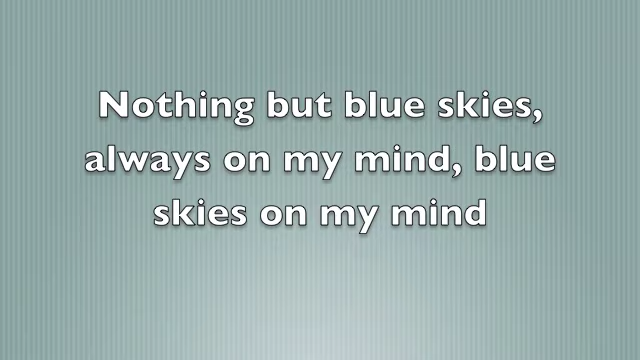 Nothing but blue skies,
always on my mind, blue
skies on my mind